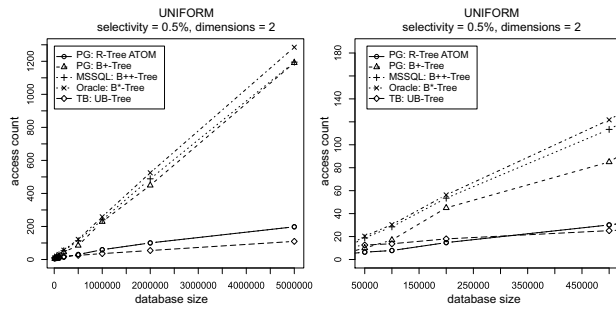 UNIFORM
selectivity = 0.5%, dimensions = 2
PG: R-Tree ATOM
PG: B+-Tree
MSSQL: B++-Tree
Oracle: B*-Tree
TB: UB-Tree
access count
0 200 400 600 800 1000 1200
0 1000000 2000000 3000000 4000000 5000000
database size
UNIFORM
selectivity = 0.5%, dimensions = 2
PG: R-Tree ATOM
PG: B+-Tree
MSSQL: B++-Tree
Oracle: B*-Tree
TB: UB-Tree
access count
0 20 40 60 80 100 140 180
50000 150000 250000 350000 450000
database size